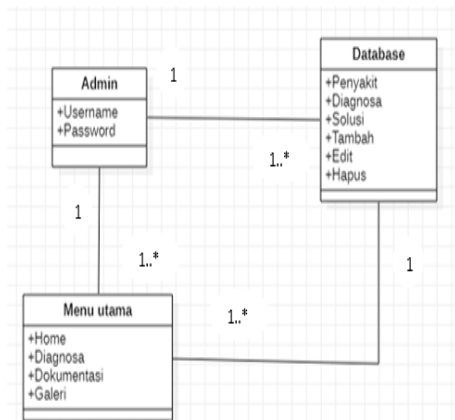 Admin
+Username
+Password
1
Database
+Penyakit
+Diagnosa
+Solusi
+Tambah
+Edit
+Hapus
1..*
1
1..*
1
1..*
Menu utama
+Home
+Diagnosa
+Dokumentasi
+Galeri